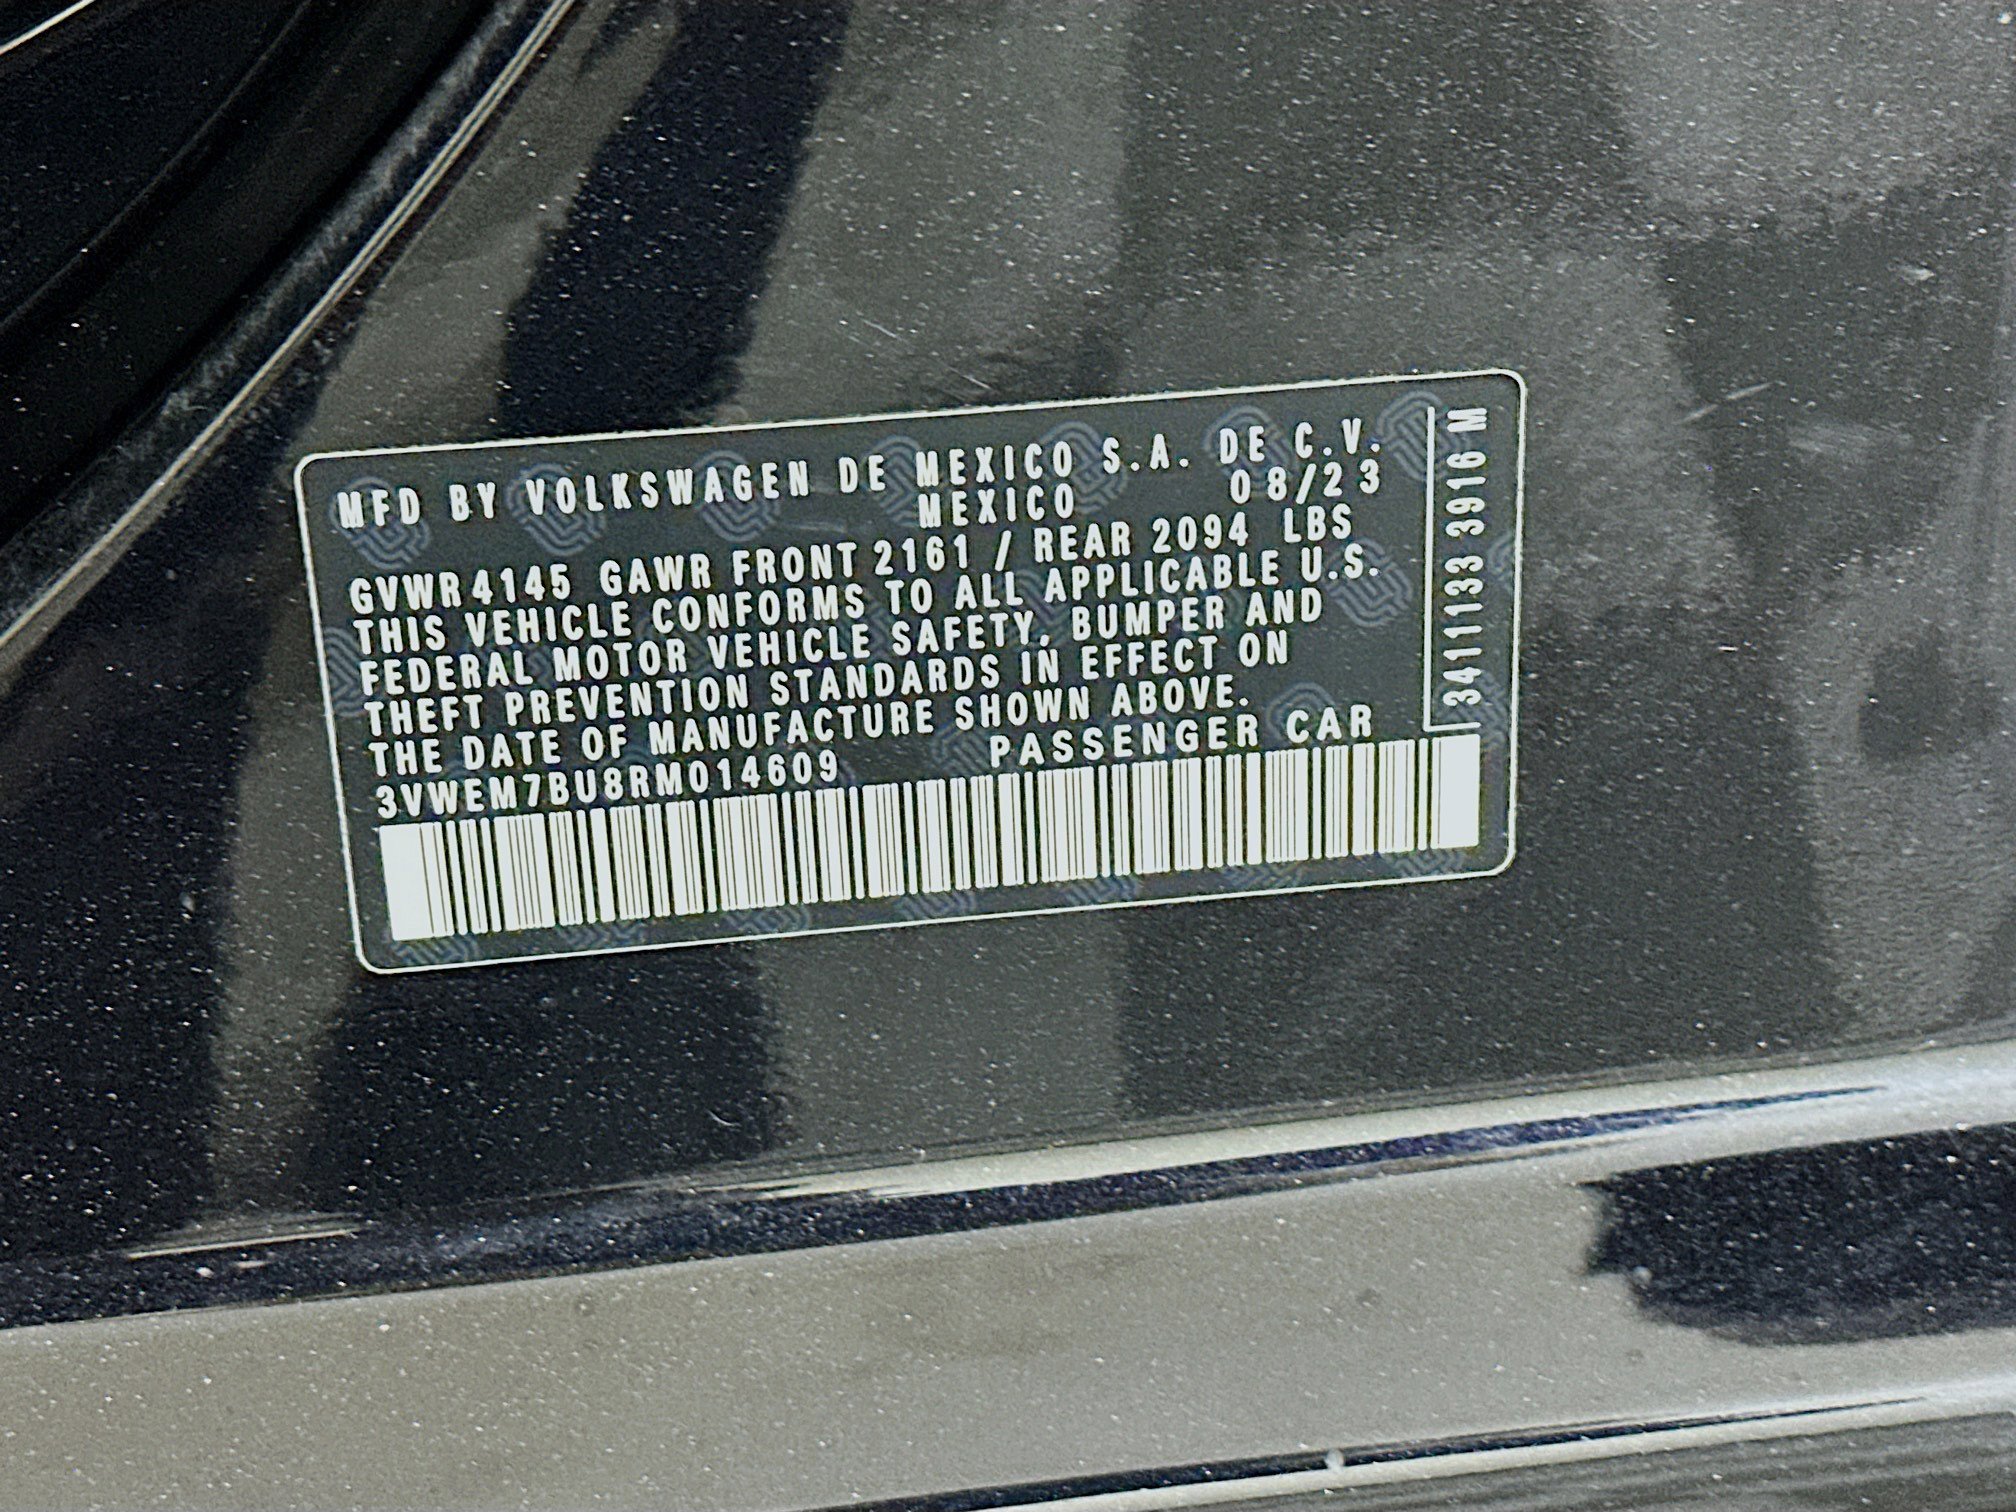 MFD BY VOLKSWAGEN DE MEXICO S.A. DE C.V.
MEXICO 08/23
GVWR 4145 GAWR FRONT 2161 / REAR 2094 LBS
THIS VEHICLE CONFORMS TO ALL APPLICABLE U.S.
FEDERAL MOTOR VEHICLE SAFETY, BUMPER AND
THEFT PREVENTION STANDARDS IN EFFECT ON
THE DATE OF MANUFACTURE SHOWN ABOVE.
3VWEM7BU8RM014609 PASSENGER CAR
3411133 3916 M